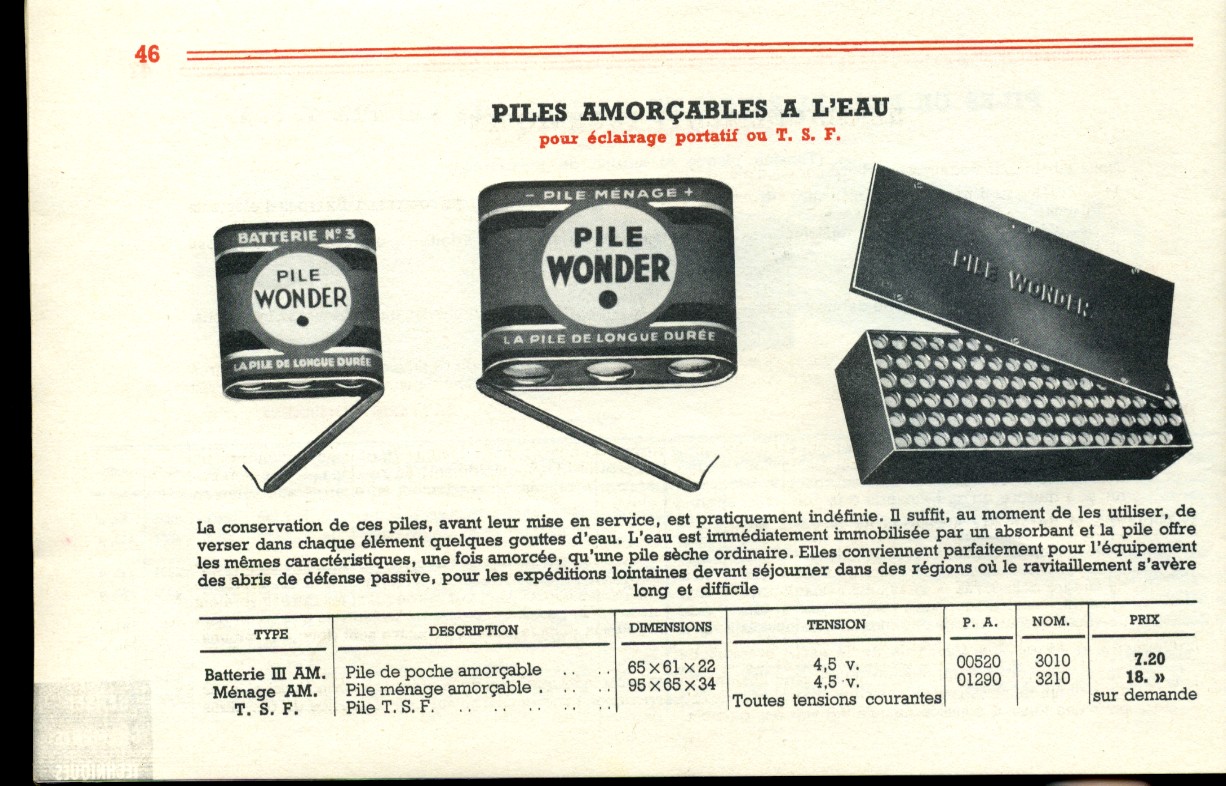 46
PILES AMORÇABLES A L'EAU
pour éclairage portatif ou T. S. F.
BATTERIE Nº 3
PILE
WONDER
LA PILE DE LONGUE DURÉE
– PILE MÉNAGE +
PILE
WONDER
LA PILE DE LONGUE DURÉE
PILE WONDER
La conservation de ces piles, avant leur mise en service, est pratiquement indéfinie. Il suffit, au moment de les utiliser, de
verser dans chaque élément quelques gouttes d'eau. L'eau est immédiatement immobilisée par un absorbant et la pile offre
les mêmes caractéristiques, une fois amorcée, qu'une pile sèche ordinaire. Elles conviennent parfaitement pour l'équipement
des abris de défense passive, pour les expéditions lointaines devant séjourner dans des régions où le ravitaillement s'avère
long et difficile
TYPE DESCRIPTION DIMENSIONS TENSION P. A. NOM. PRIX
Batterie III AM. Pile de poche amorçable .. .. 65×61×22 4,5 v. 00520 3010 7.20
Ménage AM. Pile ménage amorçable . .. .. 95×65×34 4,5 v. 01290 3210 18. »
T. S. F. Pile T. S. F. .. .. .. .. .. Toutes tensions courantes sur demande
TECHNIQUES